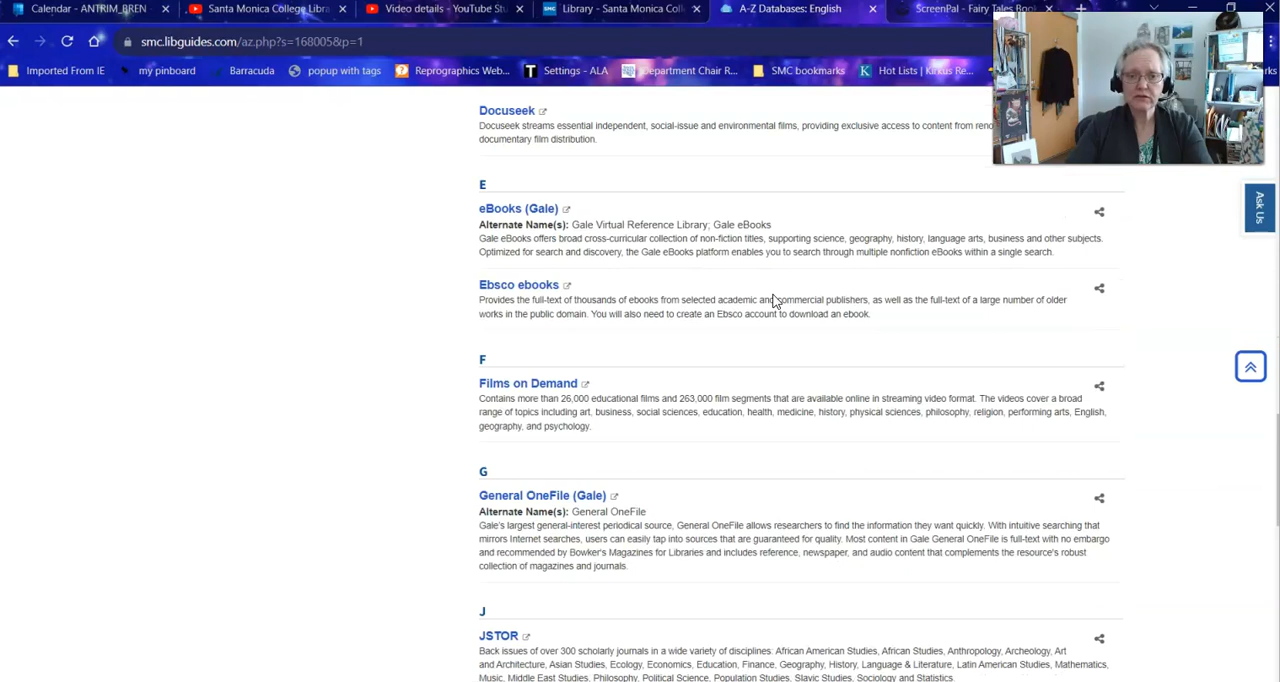 Calendar - ANTRIM_BREN
Santa Monica College Libra
Video details - YouTube Stu
Library - Santa Monica Coll
A-Z Databases: English
ScreenPal - Fairy Tales Boo
smc.libguides.com/az.php?s=168005&p=1
Imported From IE
my pinboard
Barracuda
popup with tags
Reprographics Web...
Settings - ALA
Department Chair R...
SMC bookmarks
Hot Lists | Kirkus Re...
Docuseek
Docuseek streams essential independent, social-issue and environmental films, providing exclusive access to content from reno
documentary film distribution.
E
eBooks (Gale)
Alternate Name(s): Gale Virtual Reference Library; Gale eBooks
Gale eBooks offers broad cross-curricular collection of non-fiction titles, supporting science, geography, history, language arts, business and other subjects.
Optimized for search and discovery, the Gale eBooks platform enables you to search through multiple nonfiction eBooks within a single search.
Ask Us
Ebsco ebooks
Provides the full-text of thousands of ebooks from selected academic and commercial publishers, as well as the full-text of a large number of older
works in the public domain. You will also need to create an Ebsco account to download an ebook.
F
Films on Demand
Contains more than 26,000 educational films and 263,000 film segments that are available online in streaming video format. The videos cover a broad
range of topics including art, business, social sciences, education, health, medicine, history, physical sciences, philosophy, religion, performing arts, English,
geography, and psychology.
G
General OneFile (Gale)
Alternate Name(s): General OneFile
Gale's largest general-interest periodical source, General OneFile allows researchers to find the information they want quickly. With intuitive searching that
mirrors Internet searches, users can easily tap into sources that are guaranteed for quality. Most content in Gale General OneFile is full-text with no embargo
and recommended by Bowker's Magazines for Libraries and includes reference, newspaper, and audio content that complements the resource's robust
collection of magazines and journals.
J
JSTOR
Back issues of over 300 scholarly journals in a wide variety of disciplines: African American Studies, African Studies, Anthropology, Archeology, Art
and Architecture, Asian Studies, Ecology, Economics, Education, Finance, Geography, History, Language & Literature, Latin American Studies, Mathematics,
Music, Middle East Studies, Philosophy, Political Science, Population Studies, Slavic Studies, Sociology and Statistics.